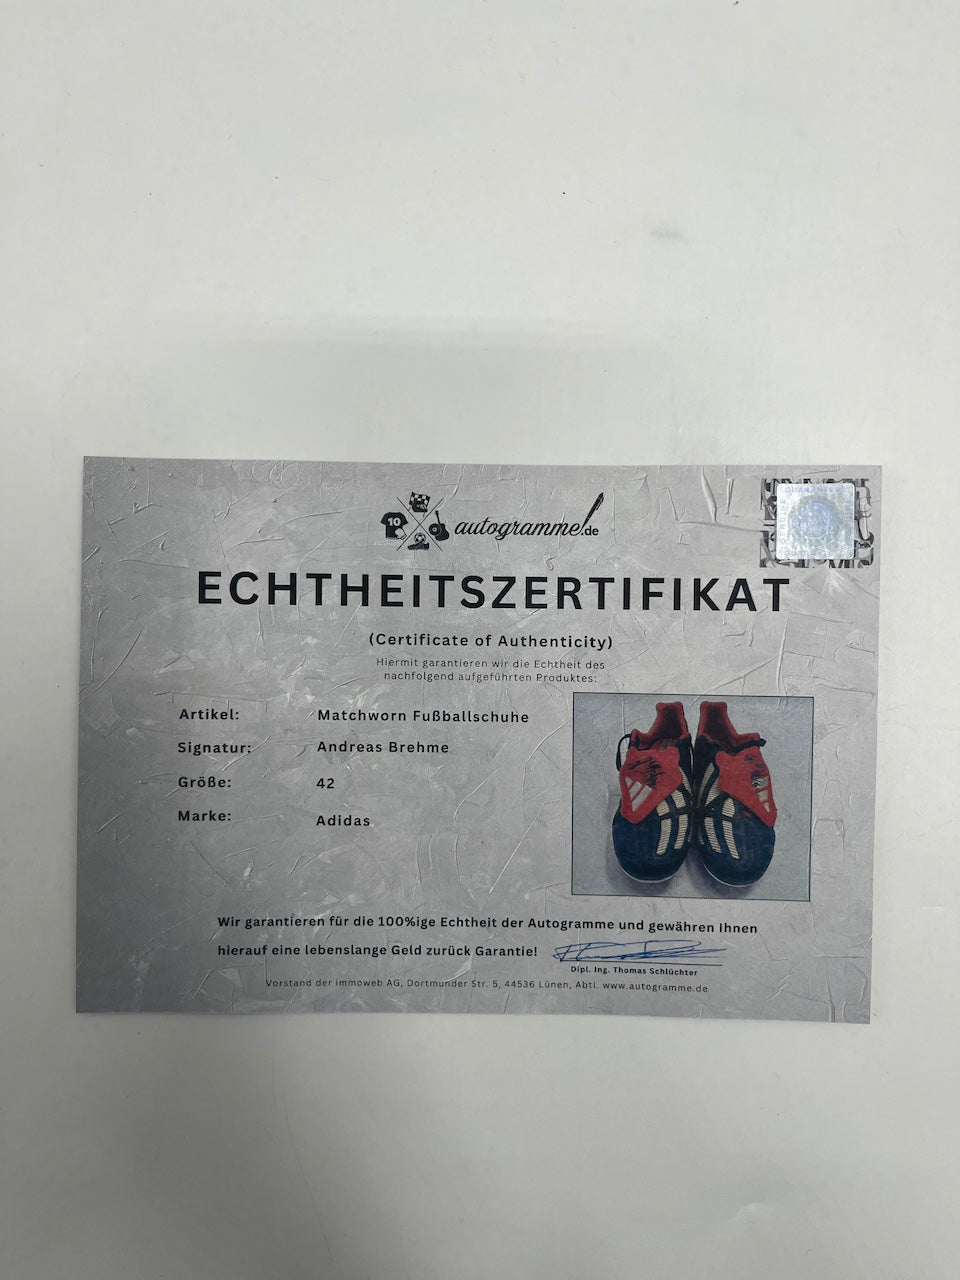 10
autogramme.de
GUARANTEED
ECHTHEITSZERTIFIKAT
(Certificate of Authenticity)
Hiermit garantieren wir die Echtheit des
nachfolgend aufgeführten Produktes:
Artikel: Matchworn Fußballschuhe
Signatur: Andreas Brehme
Größe: 42
Marke: Adidas
Wir garantieren für die 100%ige Echtheit der Autogramme und gewähren Ihnen
hierauf eine lebenslange Geld zurück Garantie!
Dipl. Ing. Thomas Schlüchter
Vorstand der immoweb AG, Dortmunder Str. 5, 44536 Lünen, Abtl. www.autogramme.de